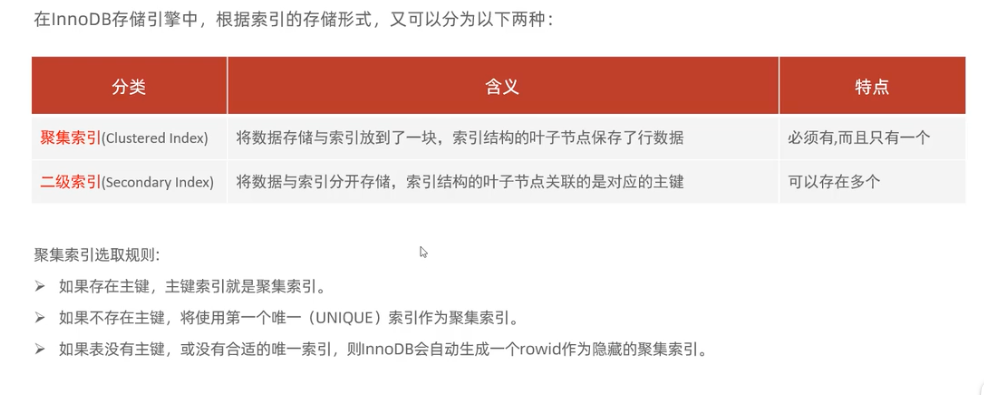 在InnoDB存储引擎中，根据索引的存储形式，又可以分为以下两种：
分类 含义 特点
聚集索引(Clustered Index) 将数据存储与索引放到了一块，索引结构的叶子节点保存了行数据 必须有,而且只有一个
二级索引(Secondary Index) 将数据与索引分开存储，索引结构的叶子节点关联的是对应的主键 可以存在多个
聚集索引选取规则:
➢ 如果存在主键，主键索引就是聚集索引。
➢ 如果不存在主键，将使用第一个唯一（UNIQUE）索引作为聚集索引。
➢ 如果表没有主键，或没有合适的唯一索引，则InnoDB会自动生成一个rowid作为隐藏的聚集索引。